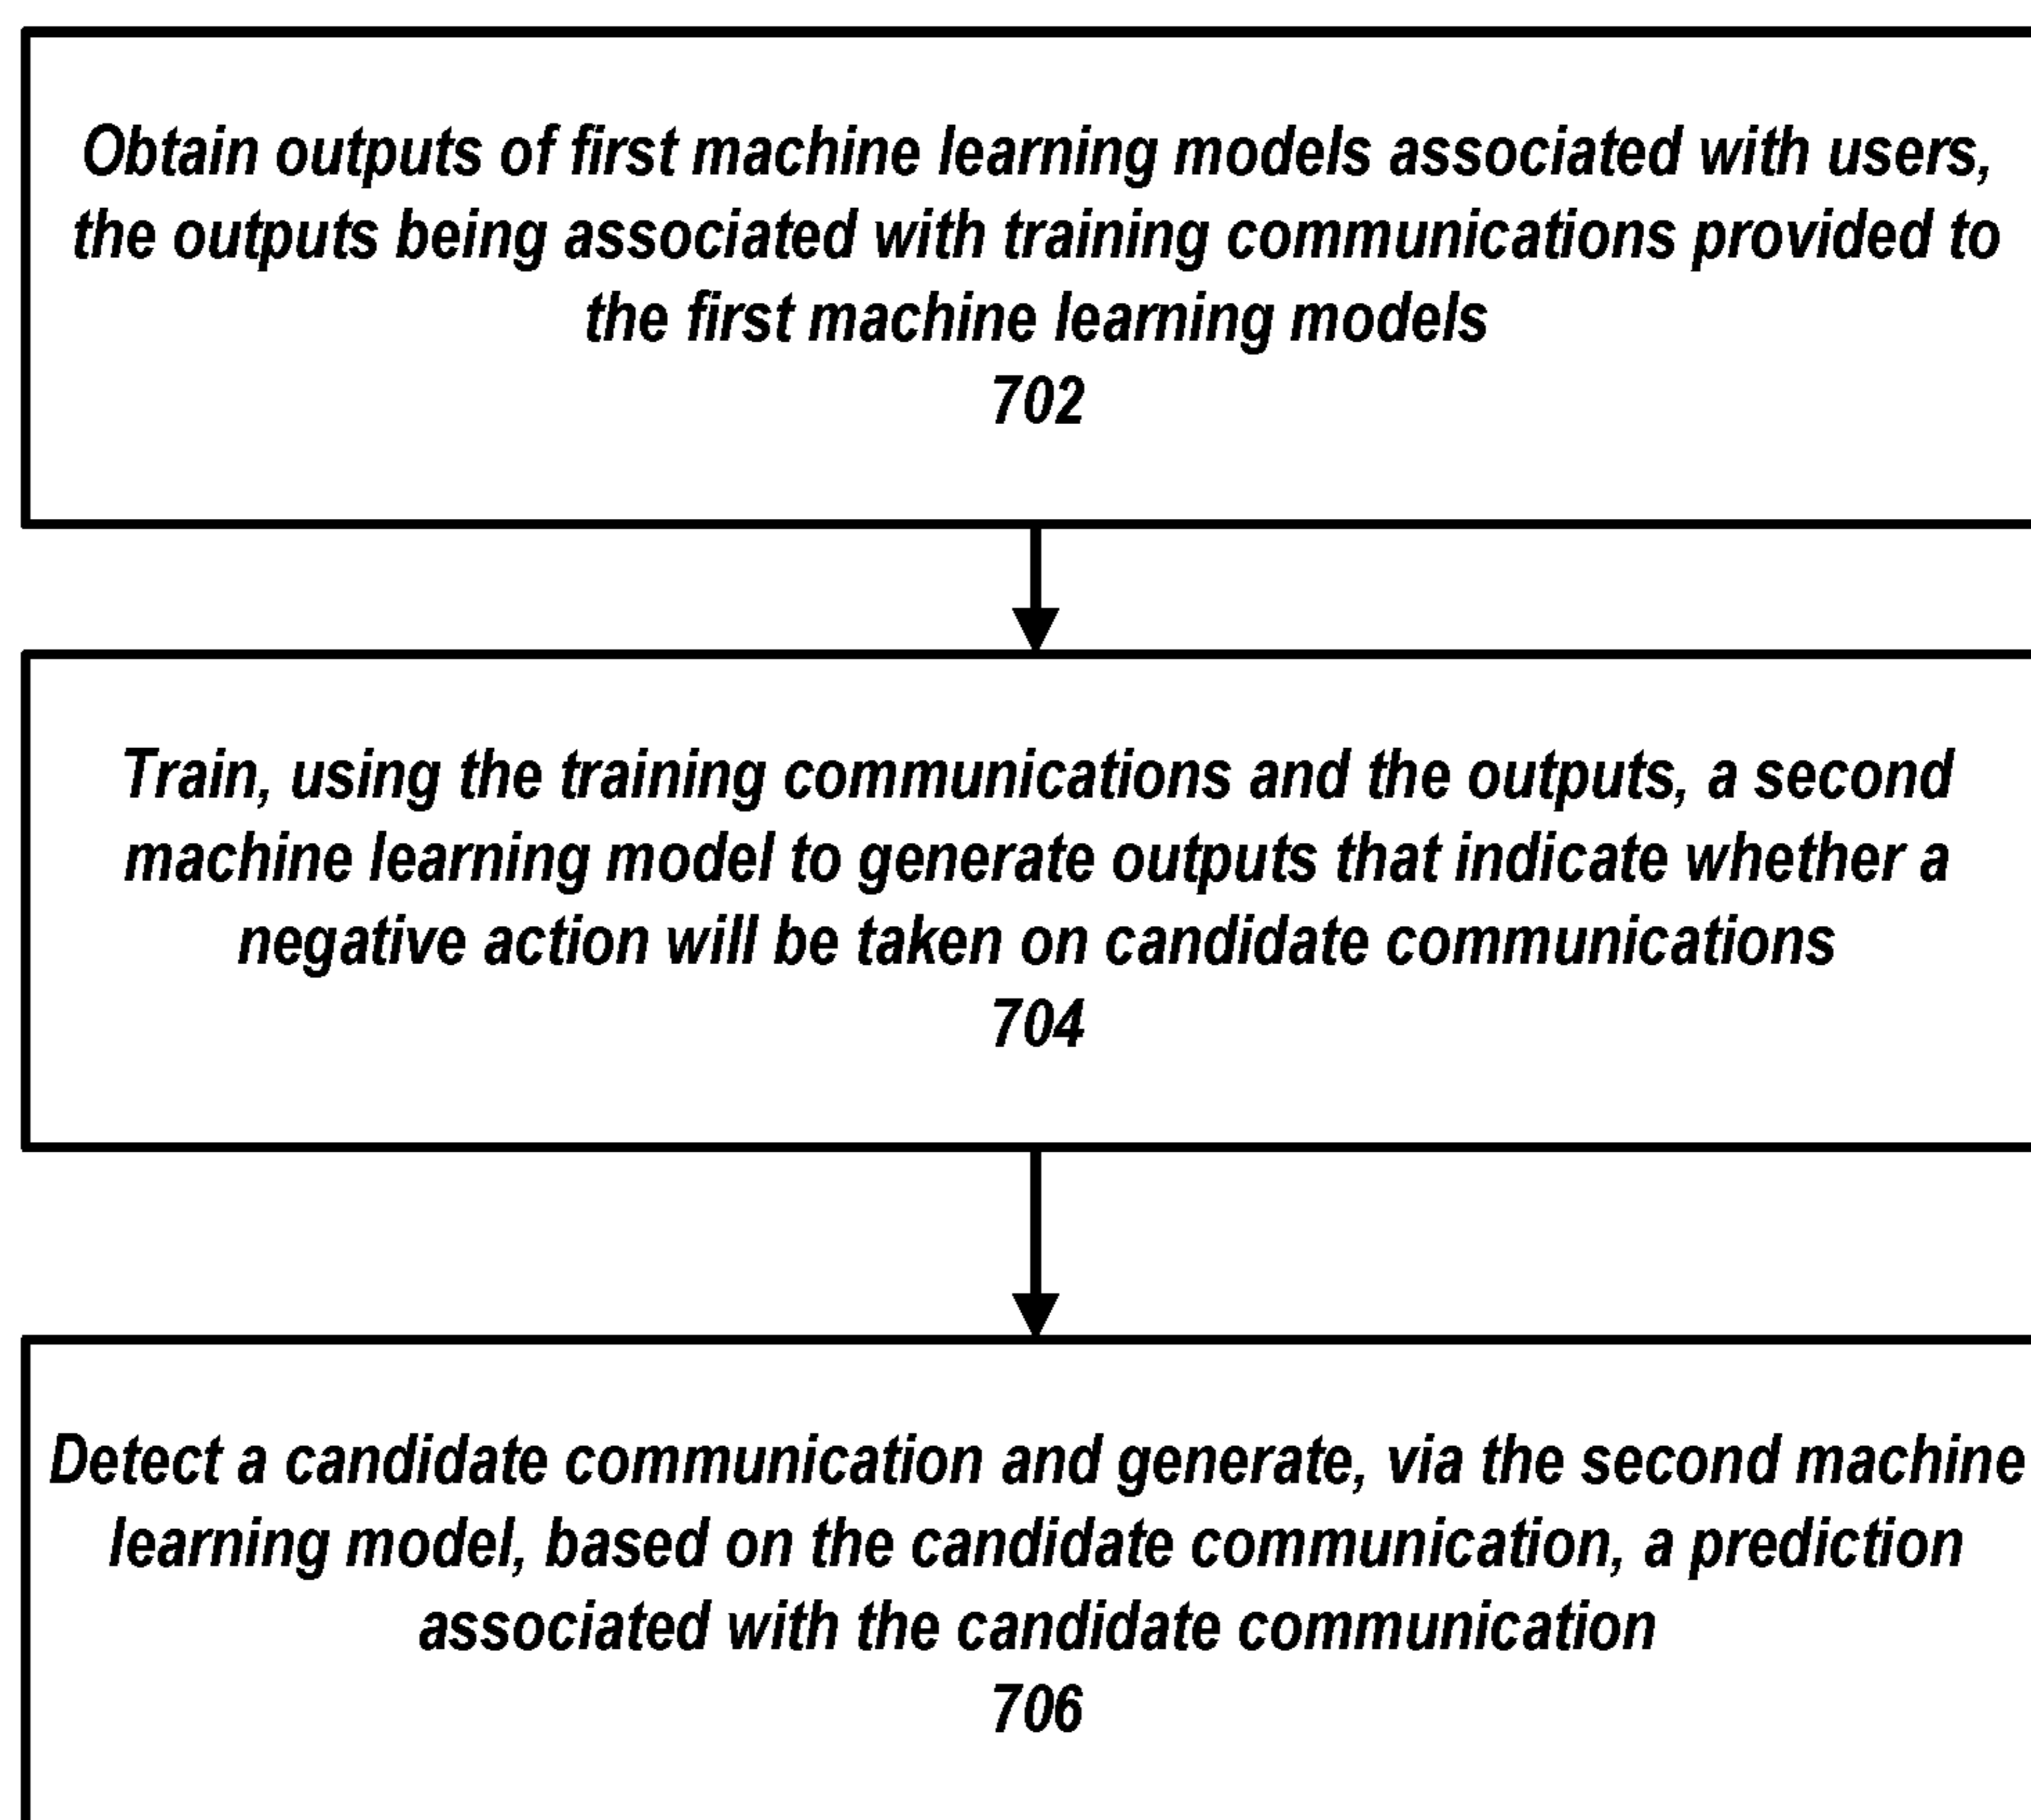 Obtain outputs of first machine learning models associated with users,
the outputs being associated with training communications provided to
the first machine learning models
702
Train, using the training communications and the outputs, a second
machine learning model to generate outputs that indicate whether a
negative action will be taken on candidate communications
704
Detect a candidate communication and generate, via the second machine
learning model, based on the candidate communication, a prediction
associated with the candidate communication
706